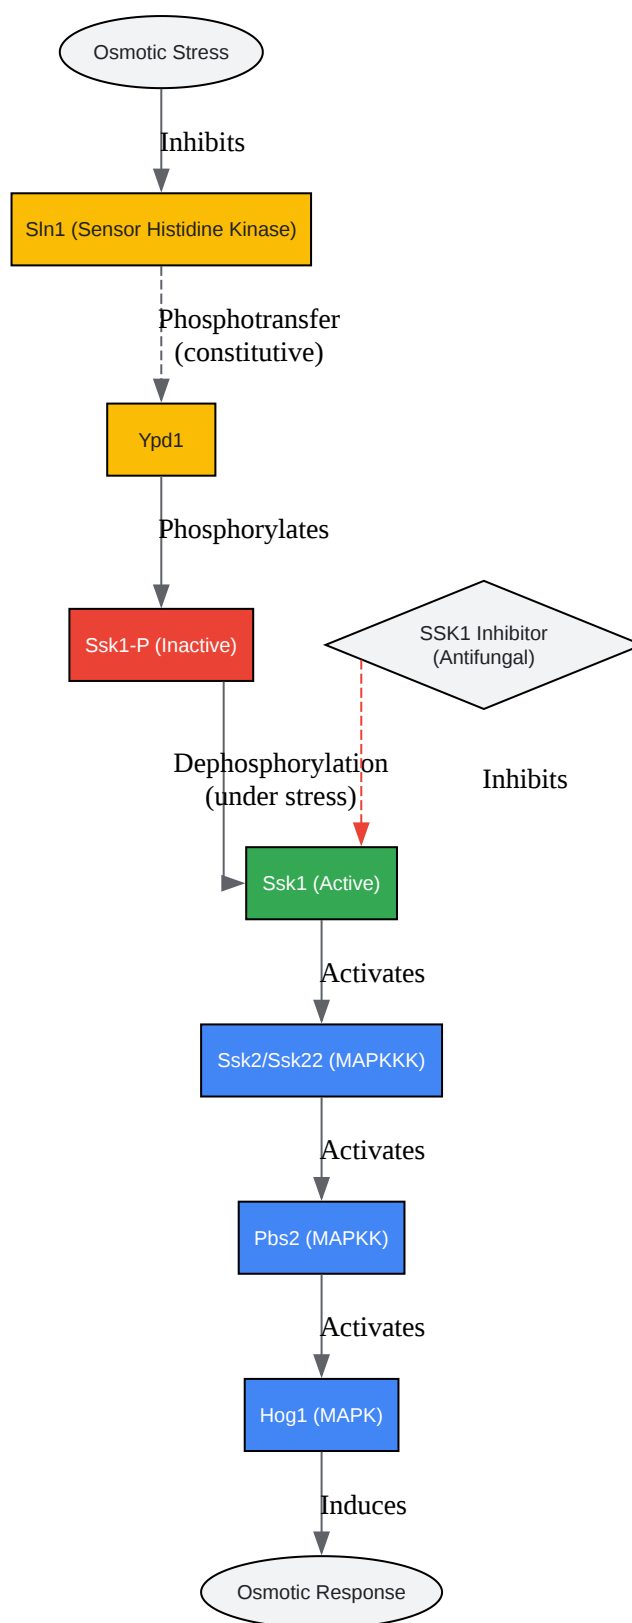 Osmotic Stress
Inhibits
Sln1 (Sensor Histidine Kinase)
Phosphotransfer
(constitutive)
Ypd1
Phosphorylates
Ssk1-P (Inactive)
SSK1 Inhibitor
(Antifungal)
Dephosphorylation
(under stress)
Inhibits
Ssk1 (Active)
Activates
Ssk2/Ssk22 (MAPKKK)
Activates
Pbs2 (MAPKK)
Activates
Hog1 (MAPK)
Induces
Osmotic Response